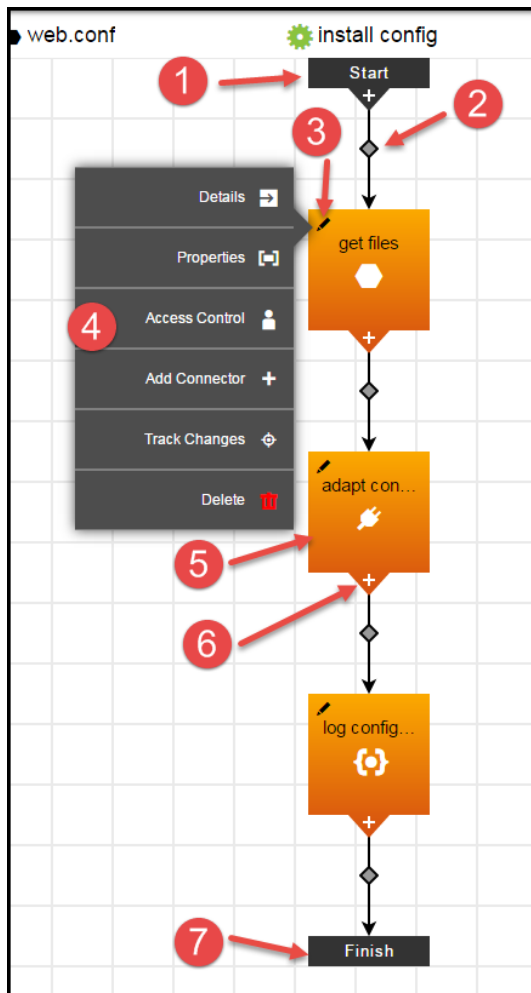 web.conf
install config
1
Start
2
3
Details
get files
Properties
4
Access Control
Add Connector
Track Changes
adapt con...
Delete
5
6
log config...
7
Finish